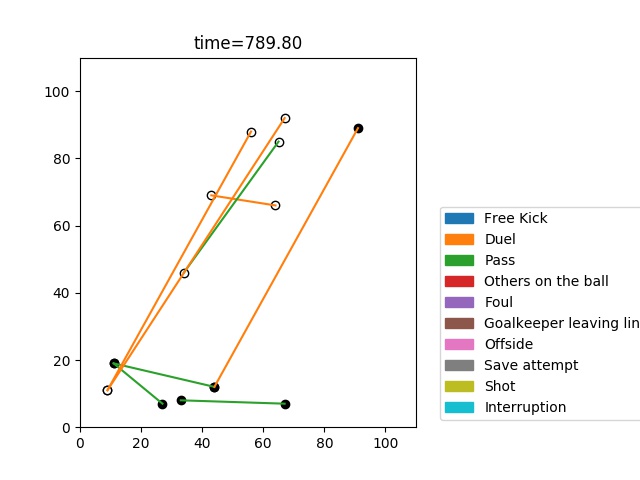 time=789.80
100
80
60
40
20
0
0 20 40 60 80 100
Free Kick
Duel
Pass
Others on the ball
Foul
Goalkeeper leaving lin
Offside
Save attempt
Shot
Interruption